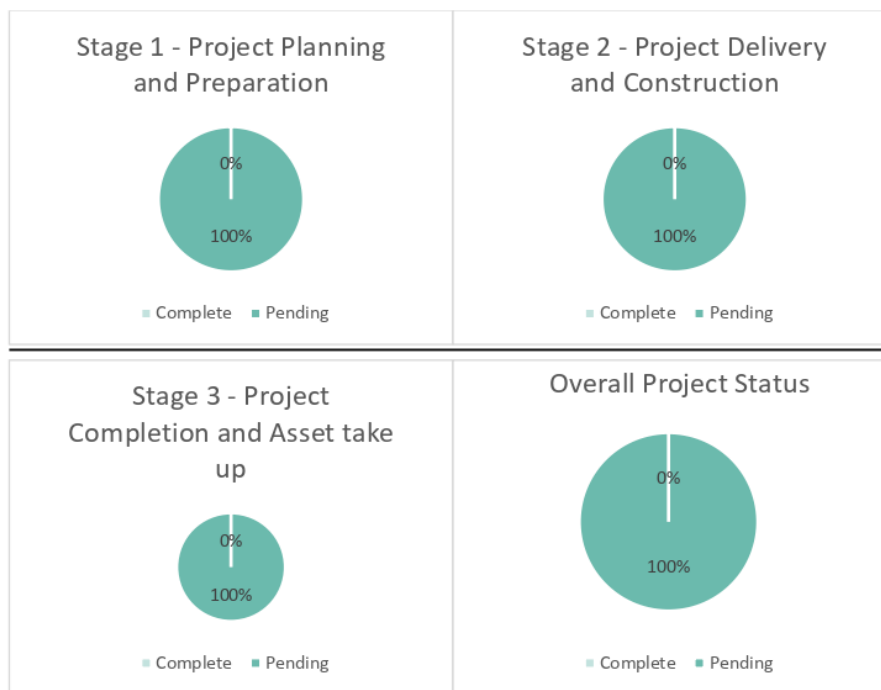 Stage 1 - Project Planning
and Preparation
0%
100%
Complete Pending
Stage 2 - Project Delivery
and Construction
0%
100%
Complete Pending
Stage 3 - Project
Completion and Asset take
up
0%
100%
Complete Pending
Overall Project Status
0%
100%
Complete Pending